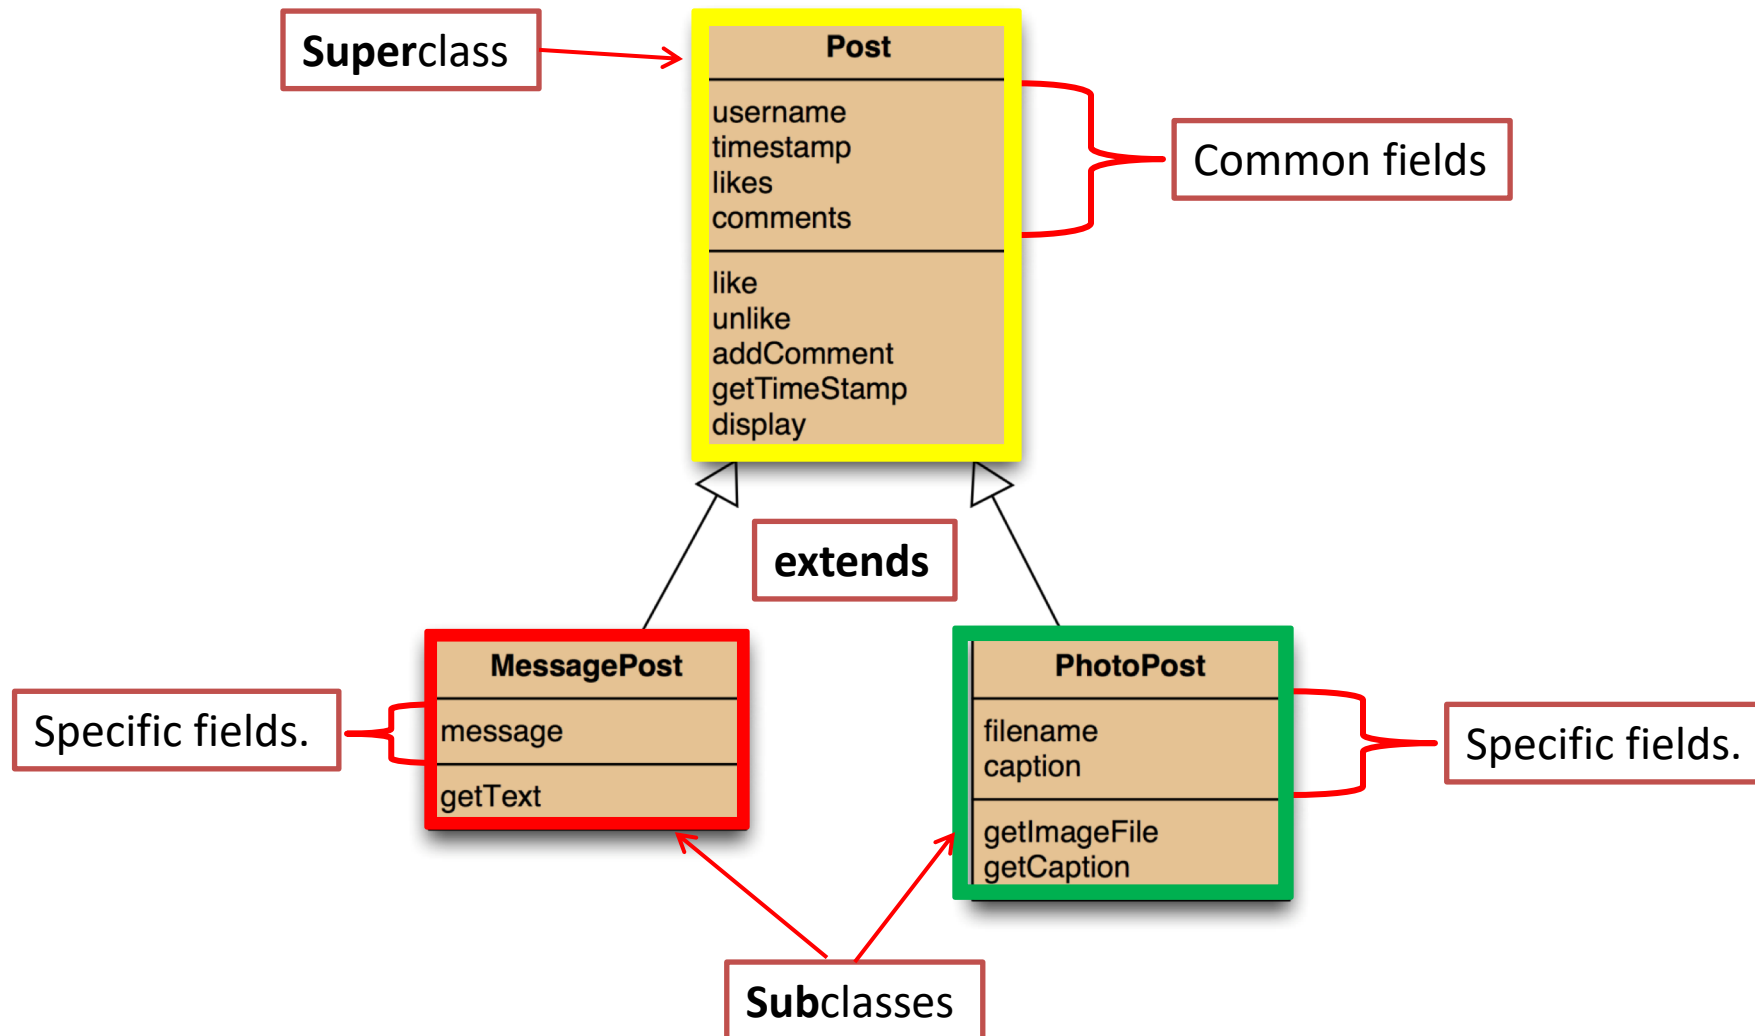 Superclass
Post
username
timestamp
likes
comments
Common fields
like
unlike
addComment
getTimeStamp
display
extends
MessagePost
message
getText
Specific fields.
PhotoPost
filename
caption
getImageFile
getCaption
Specific fields.
Subclasses